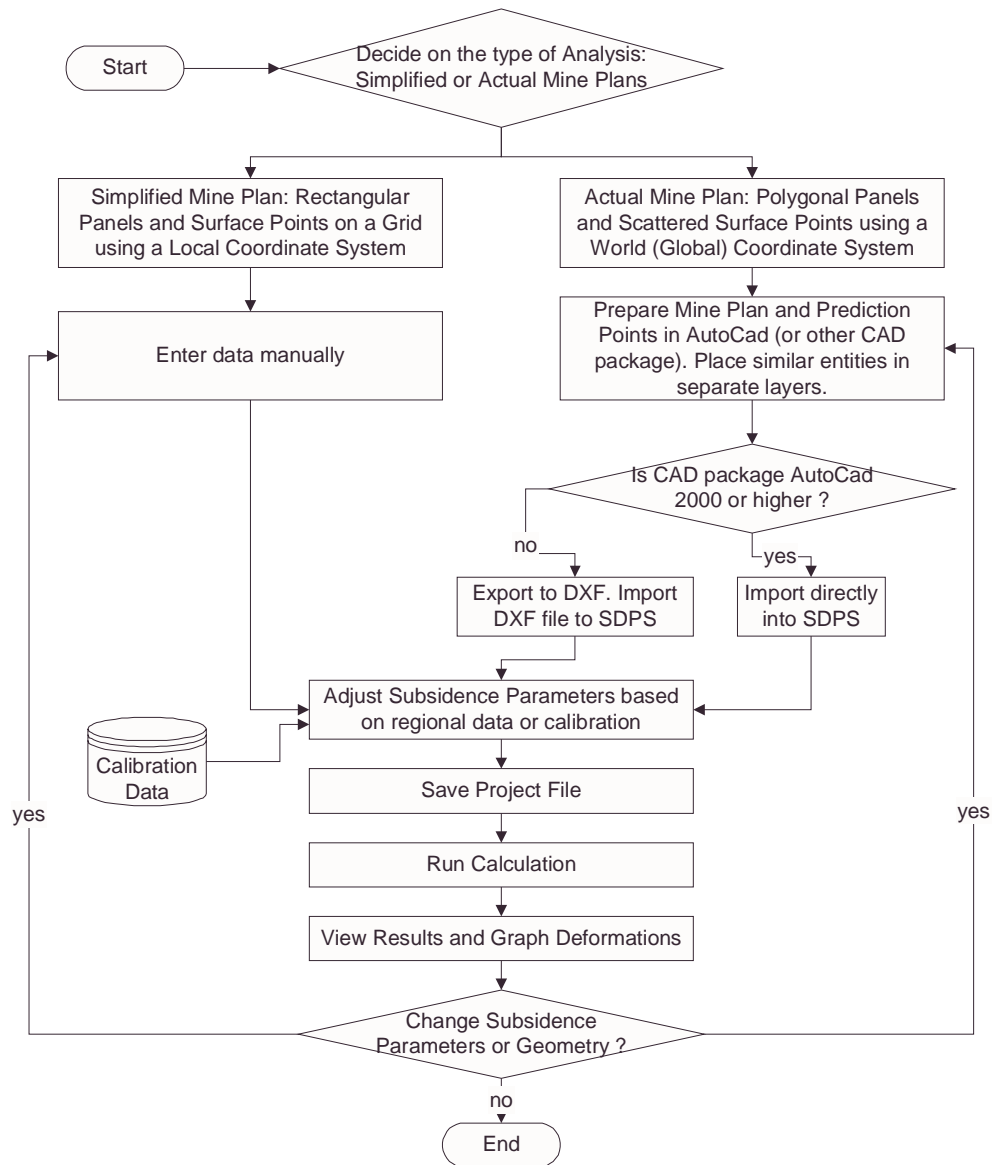 Start
Decide on the type of Analysis:
Simplified or Actual Mine Plans
Simplified Mine Plan: Rectangular
Panels and Surface Points on a Grid
using a Local Coordinate System
Actual Mine Plan: Polygonal Panels
and Scattered Surface Points using a
World (Global) Coordinate System
Enter data manually
Prepare Mine Plan and Prediction
Points in AutoCad (or other CAD
package). Place similar entities in
separate layers.
Is CAD package AutoCad
2000 or higher ?
no
yes
Export to DXF. Import
DXF file to SDPS
Import directly
into SDPS
Adjust Subsidence Parameters based
on regional data or calibration
Calibration
Data
Save Project File
yes
yes
Run Calculation
View Results and Graph Deformations
Change Subsidence
Parameters or Geometry ?
no
End